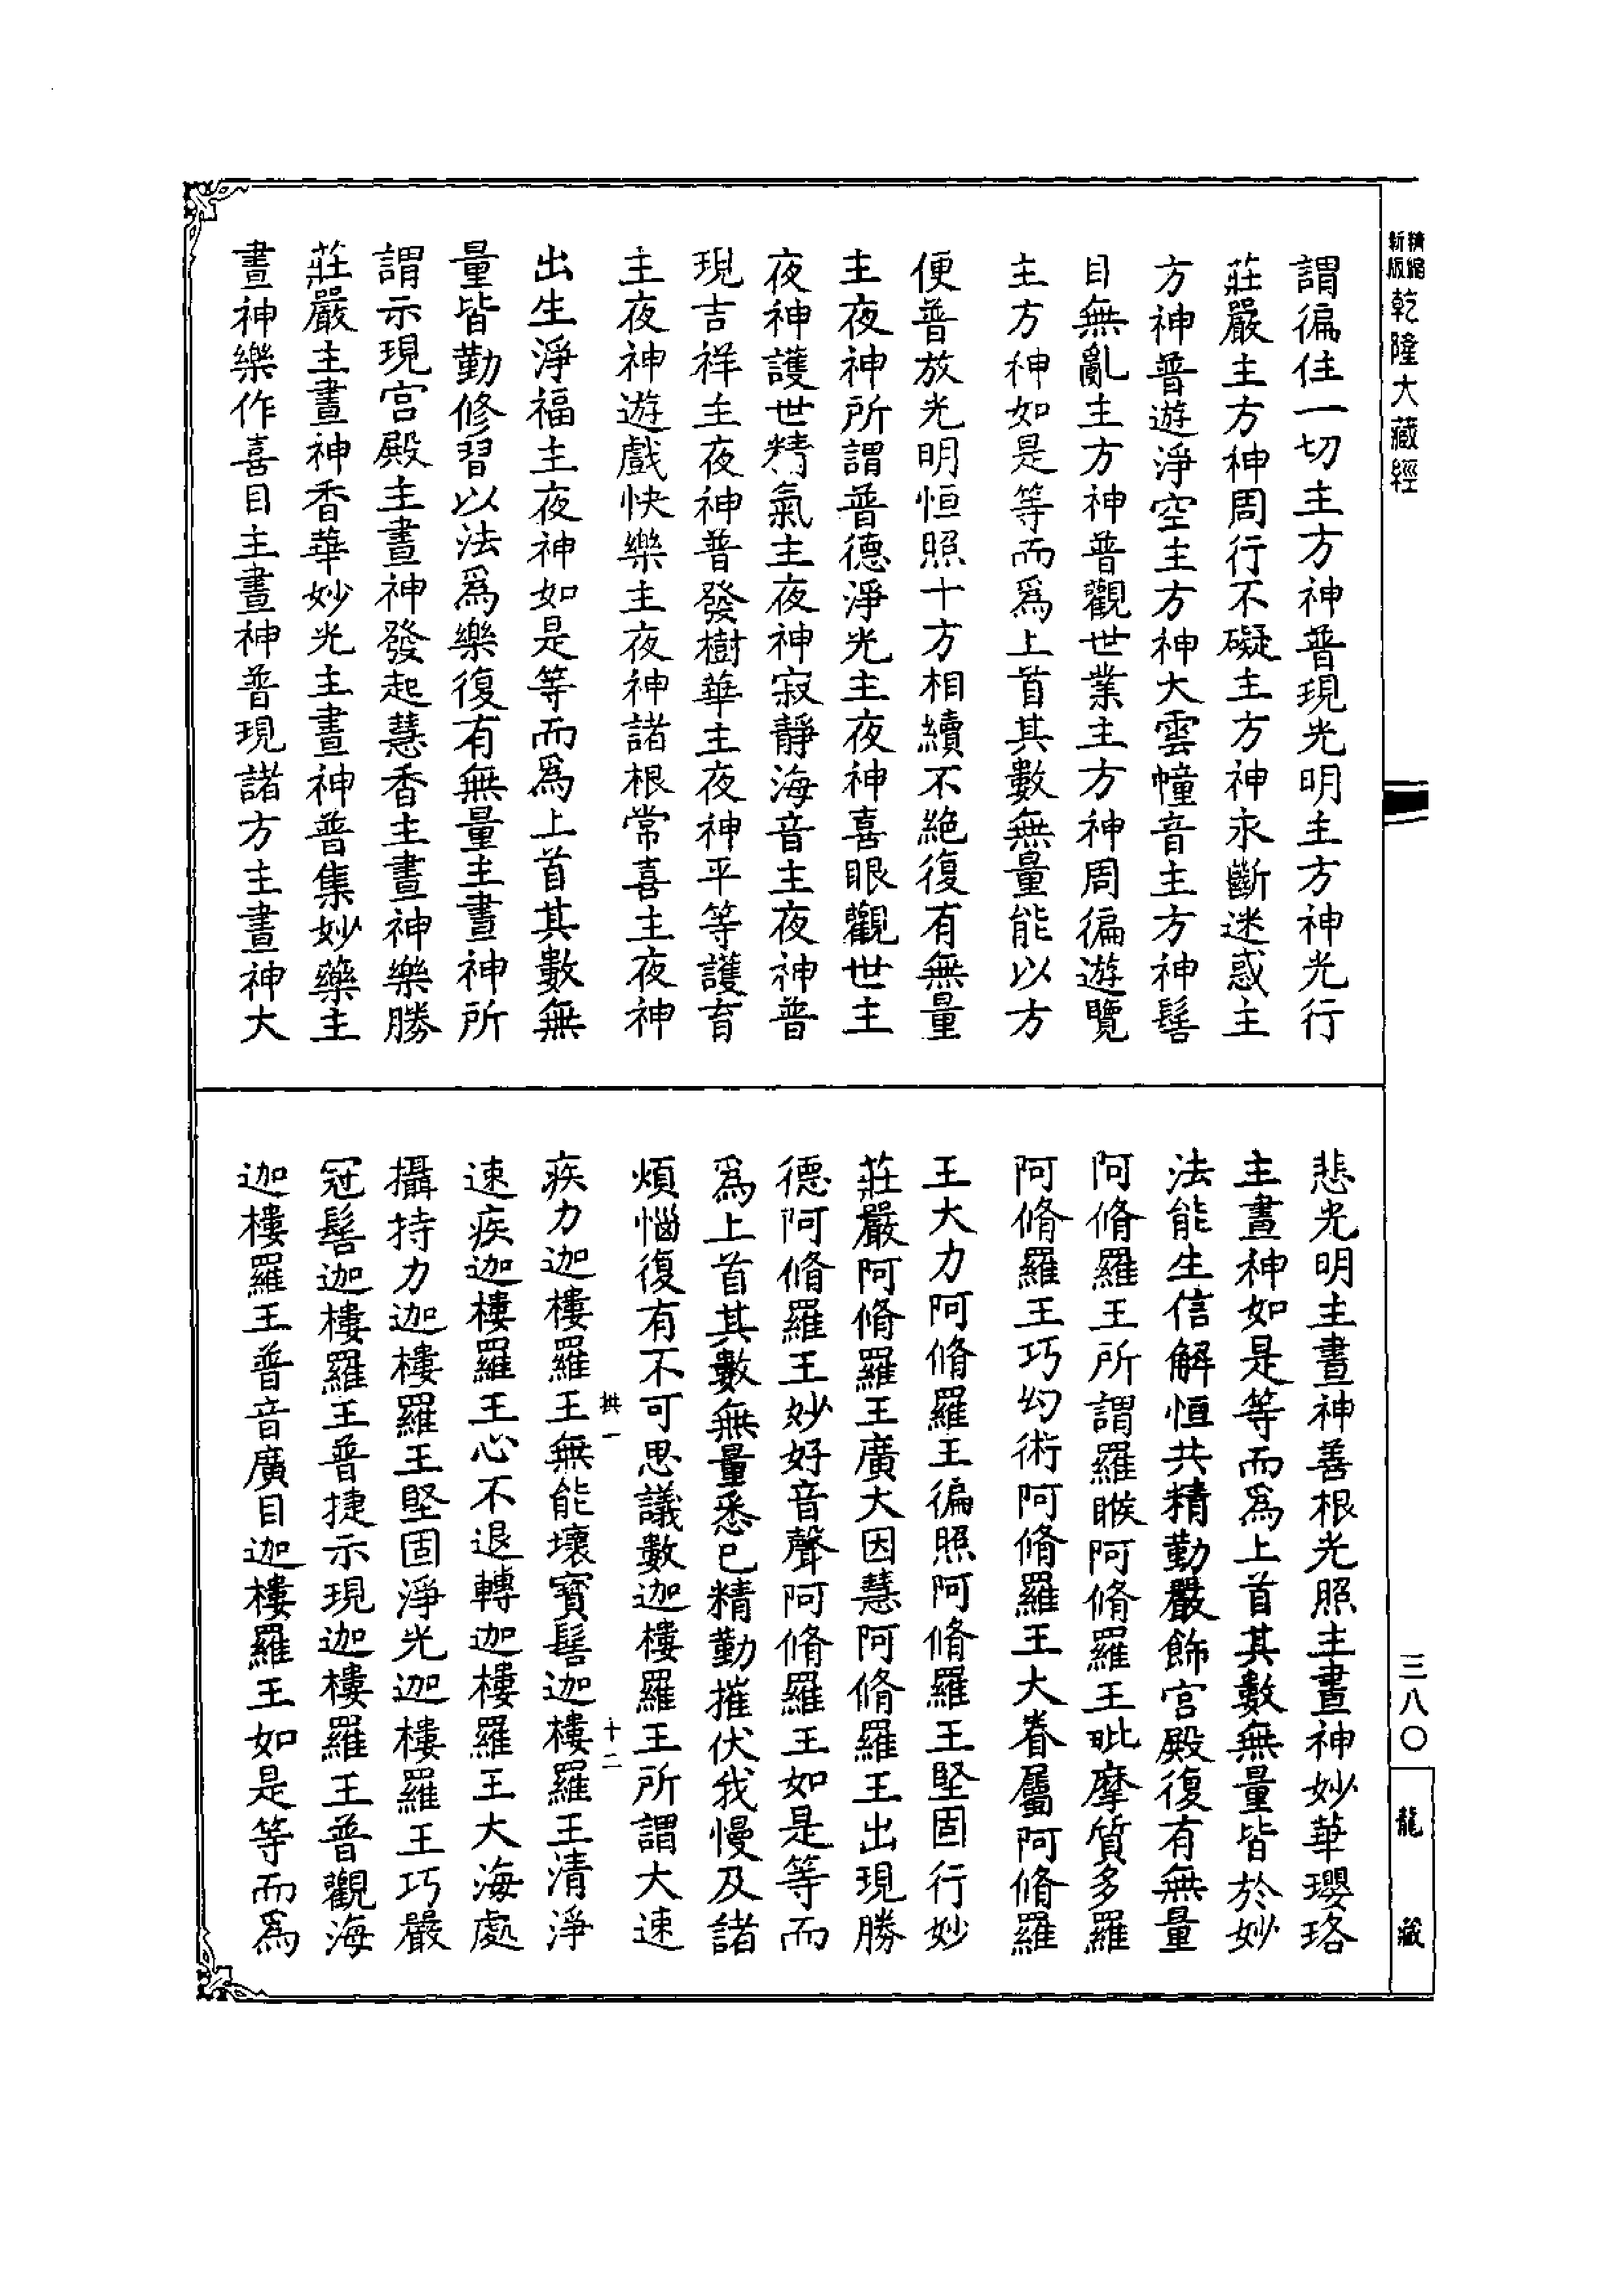 精縮
新版
乾隆大藏經
謂徧住一切主方神普現光明主方神光行
莊嚴主方神周行不礙主方神永斷迷惑主
方神普遊淨空主方神大雲幢音主方神髻
目無亂主方神普觀世業主方神周徧遊覽
主方神如是等而爲上首其數無量能以方
便普放光明恒照十方相續不絶復有無量
主夜神所謂普德淨光主夜神喜眼觀世主
夜神護世精氣主夜神寂靜海音主夜神普
現吉祥主夜神普發樹華主夜神平等護育
主夜神遊戲快樂主夜神諸根常喜主夜神
出生淨福主夜神如是等而爲上首其數無
量皆勤修習以法爲樂復有無量主晝神所
謂示現宮殿主晝神發起慧香主晝神樂勝
莊嚴主晝神香華妙光主晝神普集妙藥主
晝神樂作喜目主晝神普現諸方主晝神大
悲光明主晝神善根光照主晝神妙華瓔珞
主晝神如是等而爲上首其數無量皆於妙
法能生信解恒共精勤嚴飾宮殿復有無量
阿脩羅王所謂羅睺阿脩羅王毗摩質多羅
阿脩羅王巧幻術阿脩羅王大眷屬阿脩羅
王大力阿脩羅王徧照阿脩羅王堅固行妙
莊嚴阿脩羅王廣大因慧阿脩羅王出現勝
德阿脩羅王妙好音聲阿脩羅王如是等而
爲上首其數無量悉已精勤摧伏我慢及諸
煩惱復有不可思議數迦樓羅王所謂大速
拱一 十二
疾力迦樓羅王無能壞寶髻迦樓羅王清淨
速疾迦樓羅王心不退轉迦樓羅王大海處
攝持力迦樓羅王堅固淨光迦樓羅王巧嚴
冠髻迦樓羅王普捷示現迦樓羅王普觀海
迦樓羅王普音廣目迦樓羅王如是等而爲
三八〇
龍藏